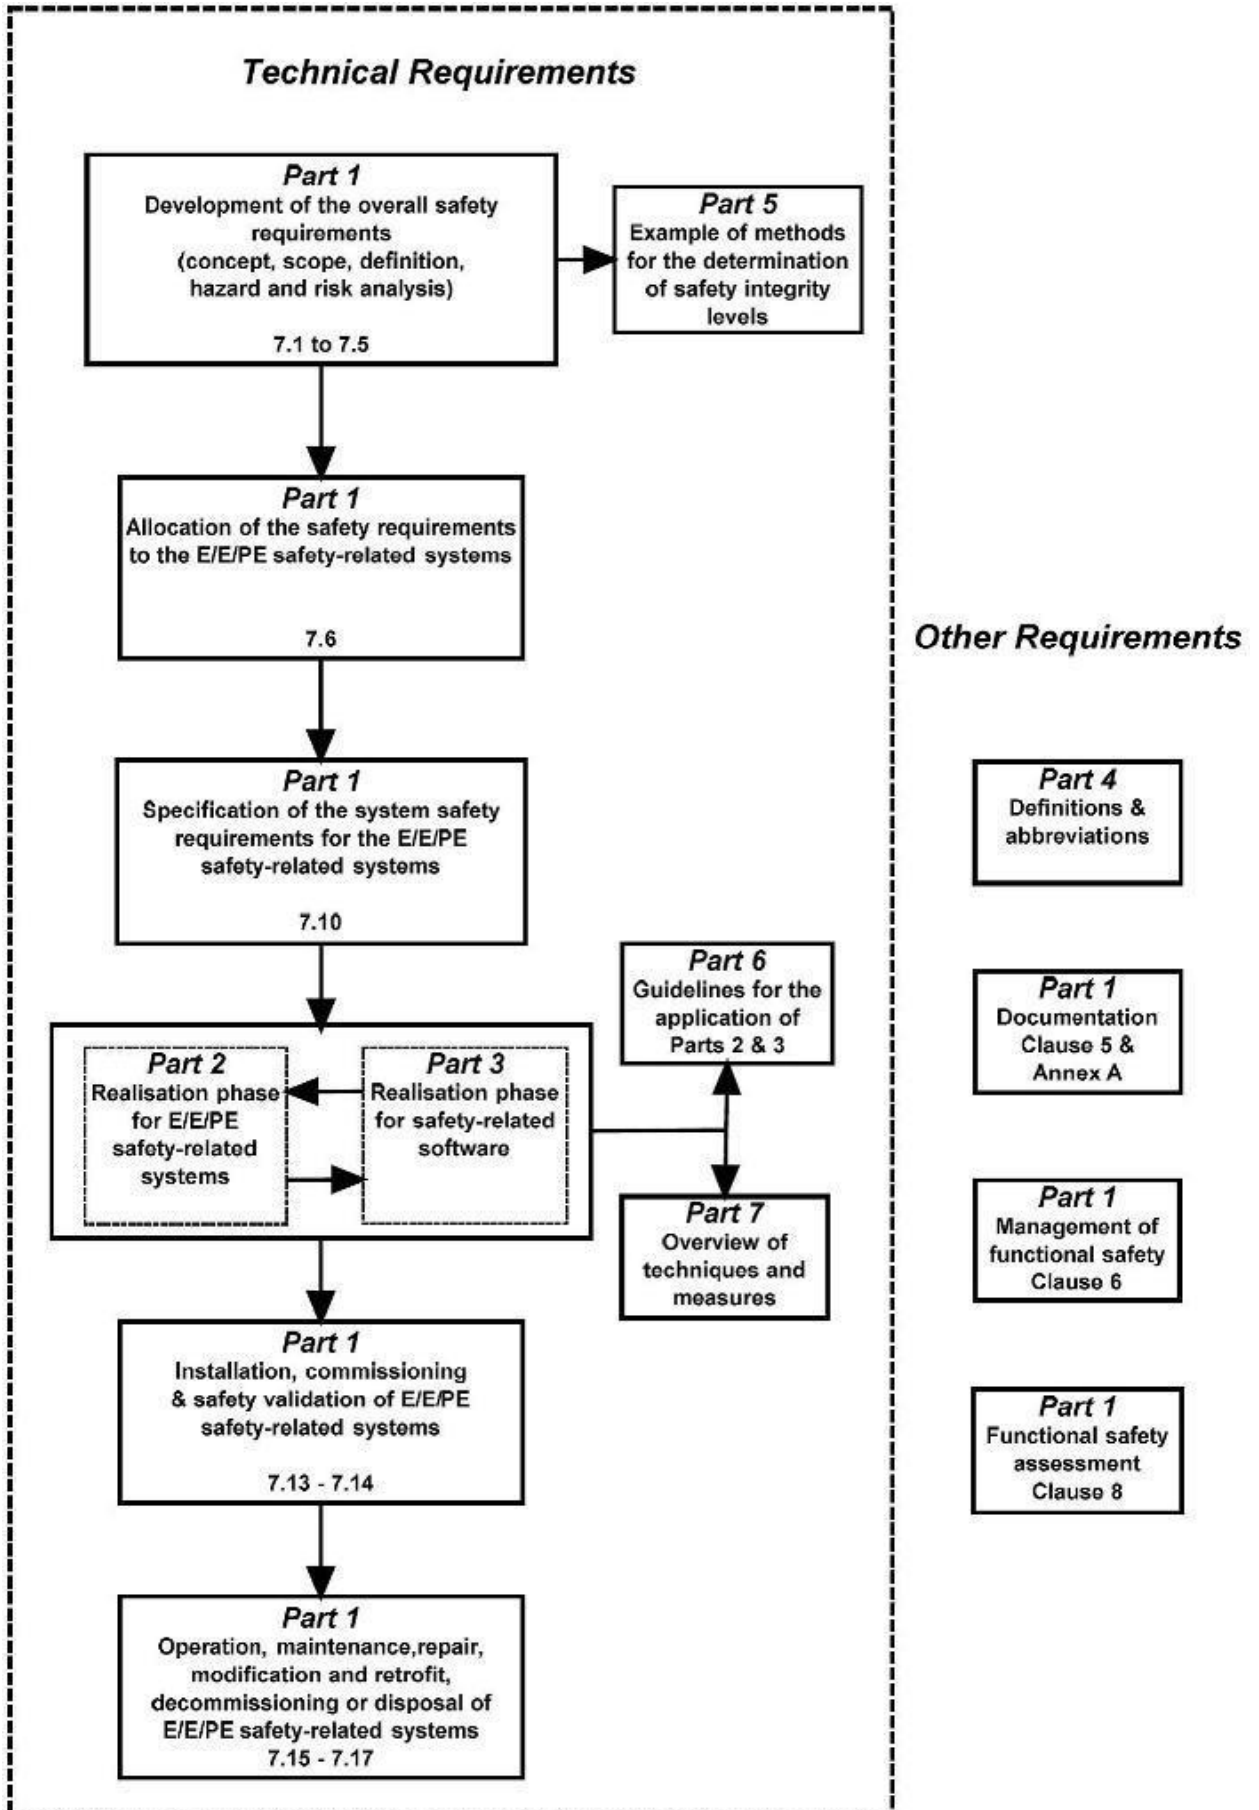 Technical Requirements
Part 1
Development of the overall safety
requirements
(concept, scope, definition,
hazard and risk analysis)
7.1 to 7.5
Part 5
Example of methods
for the determination
of safety integrity
levels
Part 1
Allocation of the safety requirements
to the E/E/PE safety-related systems
7.6
Part 1
Specification of the system safety
requirements for the E/E/PE
safety-related systems
7.10
Part 6
Guidelines for the
application of
Parts 2 & 3
Part 2
Realisation phase
for E/E/PE
safety-related
systems
Part 3
Realisation phase
for safety-related
software
Part 7
Overview of
techniques and
measures
Part 1
Installation, commissioning
& safety validation of E/E/PE
safety-related systems
7.13 - 7.14
Part 1
Operation, maintenance,repair,
modification and retrofit,
decommissioning or disposal of
E/E/PE safety-related systems
7.15 - 7.17
Other Requirements
Part 4
Definitions &
abbreviations
Part 1
Documentation
Clause 5 &
Annex A
Part 1
Management of
functional safety
Clause 6
Part 1
Functional safety
assessment
Clause 8